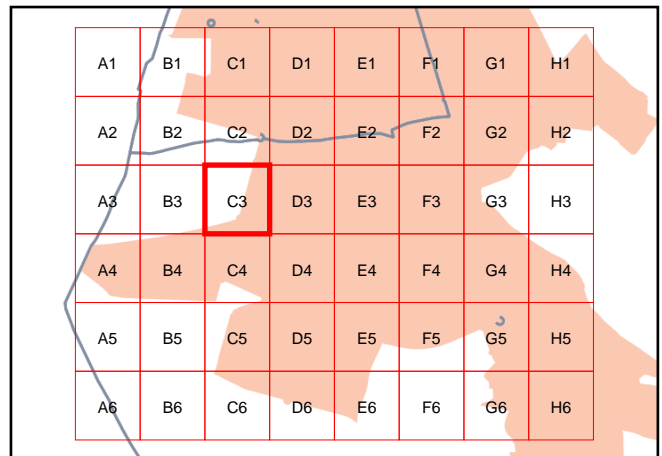 A1 B1 C1 D1 E1 F1 G1 H1
A2 B2 C2 D2 E2 F2 G2 H2
A3 B3 C3 D3 E3 F3 G3 H3
A4 B4 C4 D4 E4 F4 G4 H4
A5 B5 C5 D5 E5 F5 G5 H5
A6 B6 C6 D6 E6 F6 G6 H6